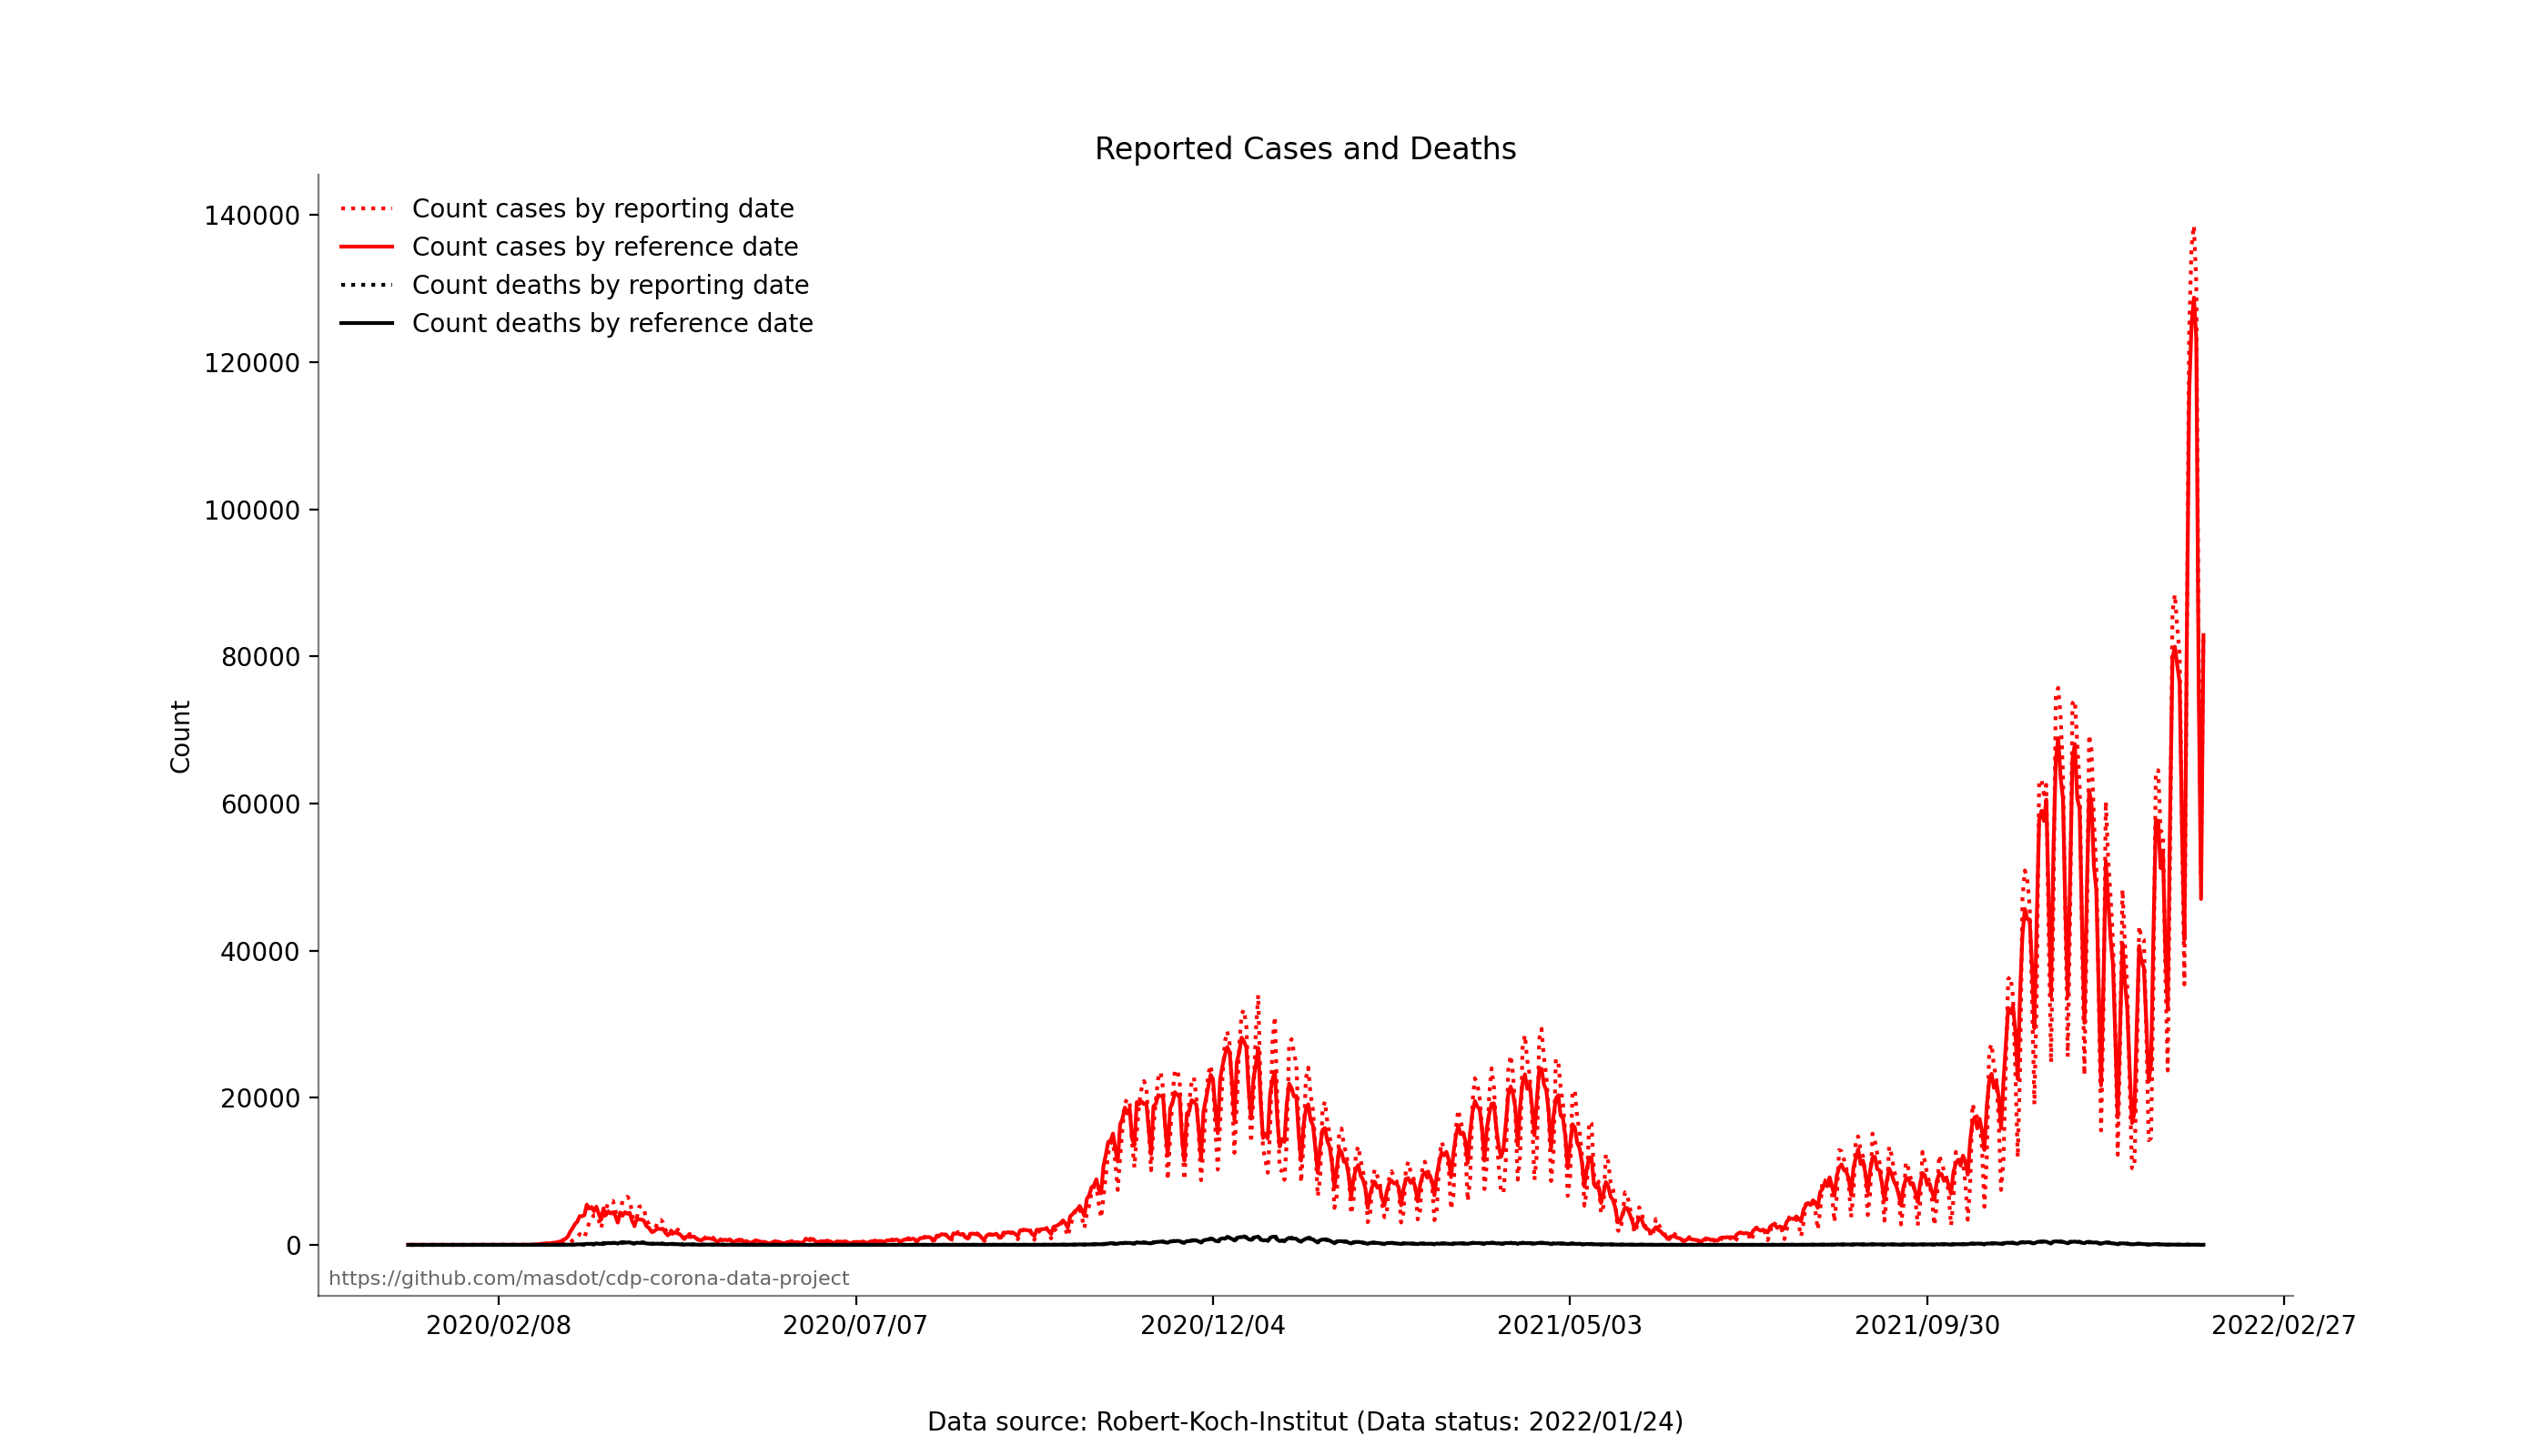 Reported Cases and Deaths
Count cases by reporting date
Count cases by reference date
Count deaths by reporting date
Count deaths by reference date
140000
120000
100000
80000
60000
40000
20000
0
Count
https://github.com/masdot/cdp-corona-data-project
2020/02/08 2020/07/07 2020/12/04 2021/05/03 2021/09/30 2022/02/27
Data source: Robert-Koch-Institut (Data status: 2022/01/24)